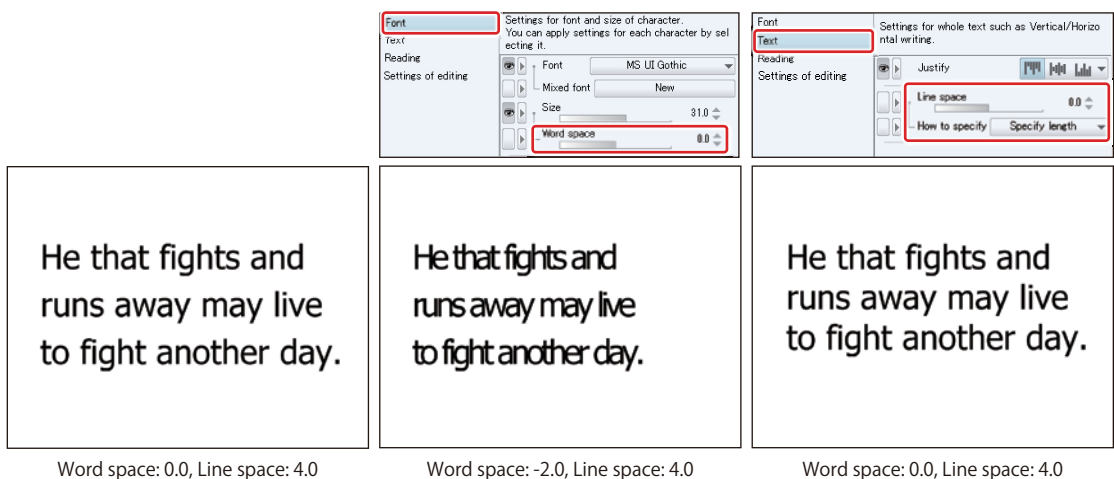 Font
Text
Reading
Settings of editing
Settings for font and size of character.
You can apply settings for each character by sel
ecting it.
Font MS UI Gothic
Mixed font New
Size 31.0
Word space 0.0
Font
Text
Reading
Settings of editing
Settings for whole text such as Vertical/Horizo
ntal writing.
Justify
Line space 0.0
How to specify Specify length
He that fights and
runs away may live
to fight another day.
He that fights and
runs away may live
to fight another day.
He that fights and
runs away may live
to fight another day.
Word space: 0.0, Line space: 4.0
Word space: -2.0, Line space: 4.0
Word space: 0.0, Line space: 4.0